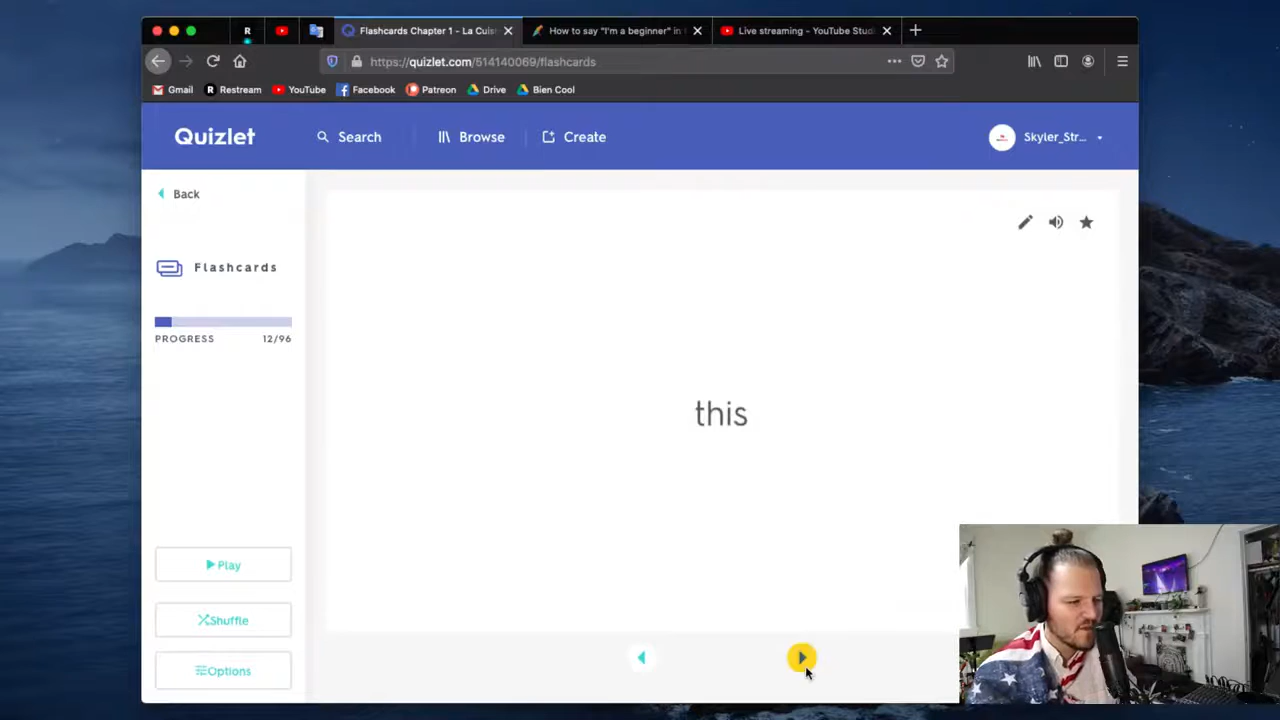 R
Flashcards Chapter 1 - La Cuis
How to say "I'm a beginner" in
Live streaming - YouTube Stud
https://quizlet.com/514140069/flashcards
Gmail
R Restream
YouTube
Facebook
Patreon
Drive
Bien Cool
Quizlet
Search
Browse
Create
Skyler_Str...
Back
Flashcards
PROGRESS 12/96
this
Play
Shuffle
Options